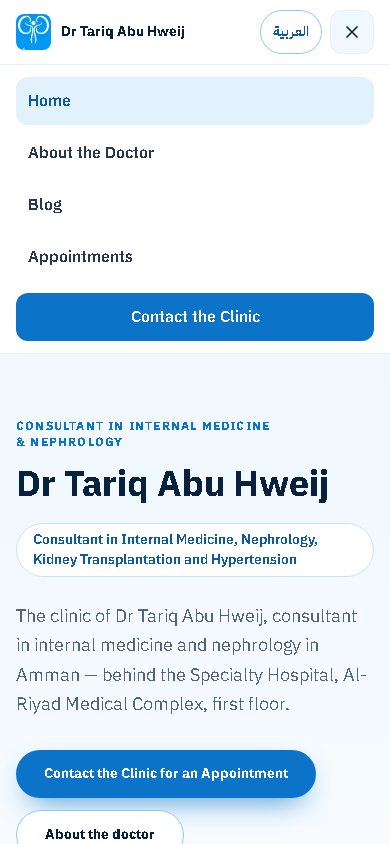 Dr Tariq Abu Hweij
العربية
Home
About the Doctor
Blog
Appointments
Contact the Clinic
CONSULTANT IN INTERNAL MEDICINE
& NEPHROLOGY
Dr Tariq Abu Hweij
Consultant in Internal Medicine, Nephrology,
Kidney Transplantation and Hypertension
The clinic of Dr Tariq Abu Hweij, consultant
in internal medicine and nephrology in
Amman — behind the Specialty Hospital, Al-
Riyad Medical Complex, first floor.
Contact the Clinic for an Appointment
About the doctor